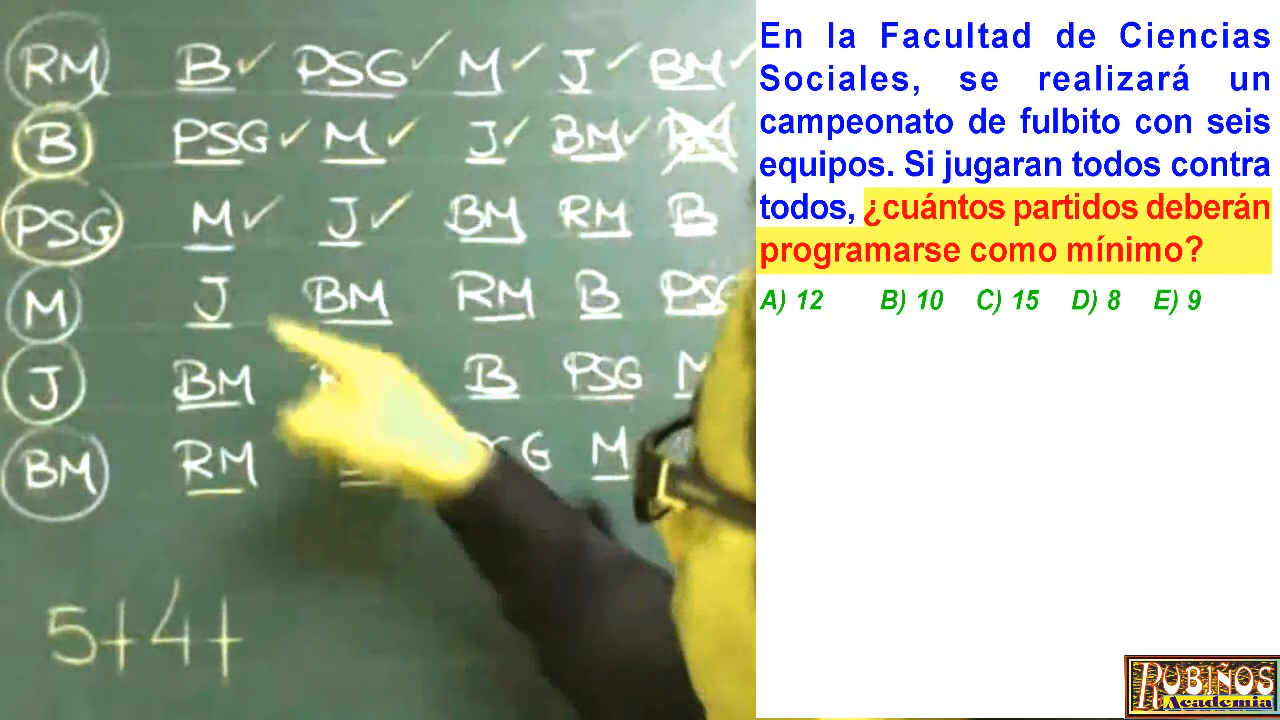 RM B ✓ PSG ✓ M ✓ J ✓ BM ✓
B PSG ✓ M ✓ J ✓ BM ✓
PSG M ✓ J ✓ BM RM B
M J BM RM B PSG
J BM B PSG M
BM RM M
5+4+
En la Facultad de Ciencias
Sociales, se realizará un
campeonato de fulbito con seis
equipos. Si jugaran todos contra
todos, ¿cuántos partidos deberán
programarse como mínimo?
A) 12 B) 10 C) 15 D) 8 E) 9
RUBIÑOS
Academia